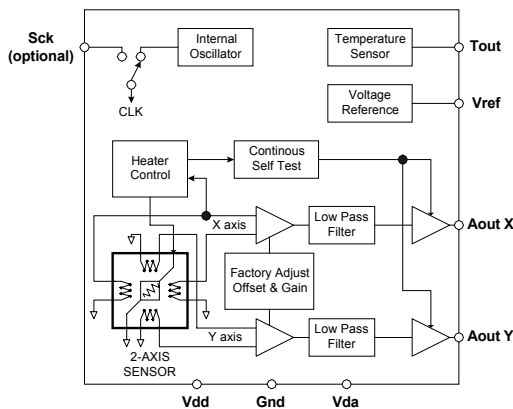 Sck
(optional)
Internal
Oscillator
CLK
Temperature
Sensor
Tout
Voltage
Reference
Vref
Heater
Control
Continous
Self Test
X axis
Low Pass
Filter
Aout X
Factory Adjust
Offset & Gain
Y axis
Low Pass
Filter
Aout Y
2-AXIS
SENSOR
Vdd
Gnd
Vda